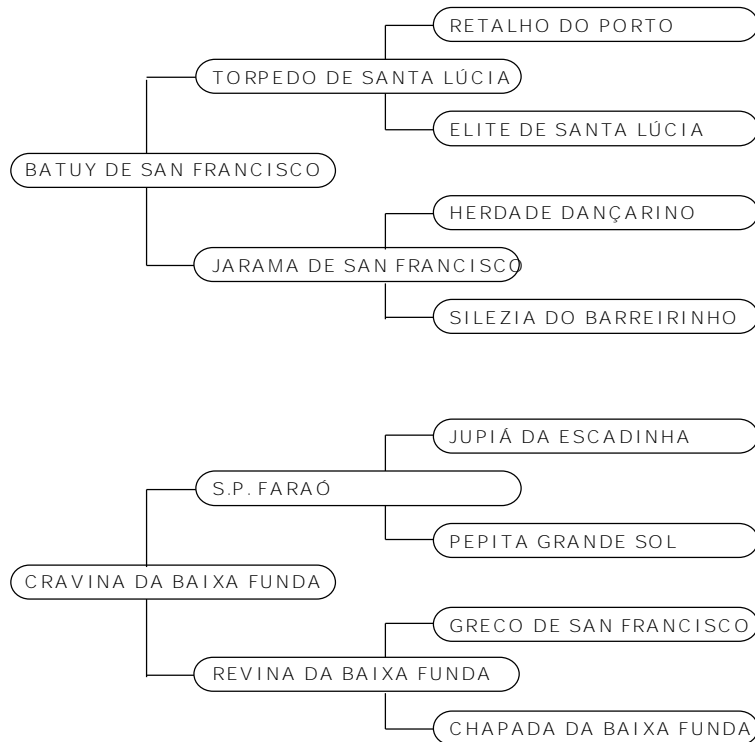 RETALHO DO PORTO
TORPEDO DE SANTA LÚCIA
ELITE DE SANTA LÚCIA
BATUY DE SAN FRANCISCO
HERDADE DANÇARINO
JARAMA DE SAN FRANCISCO
SILEZIA DO BARREIRINHO
JUPIÁ DA ESCADINHA
S.P. FARAÓ
PEPITA GRANDE SOL
CRAVINA DA BAIXA FUNDA
GRECO DE SAN FRANCISCO
REVINA DA BAIXA FUNDA
CHAPADA DA BAIXA FUNDA